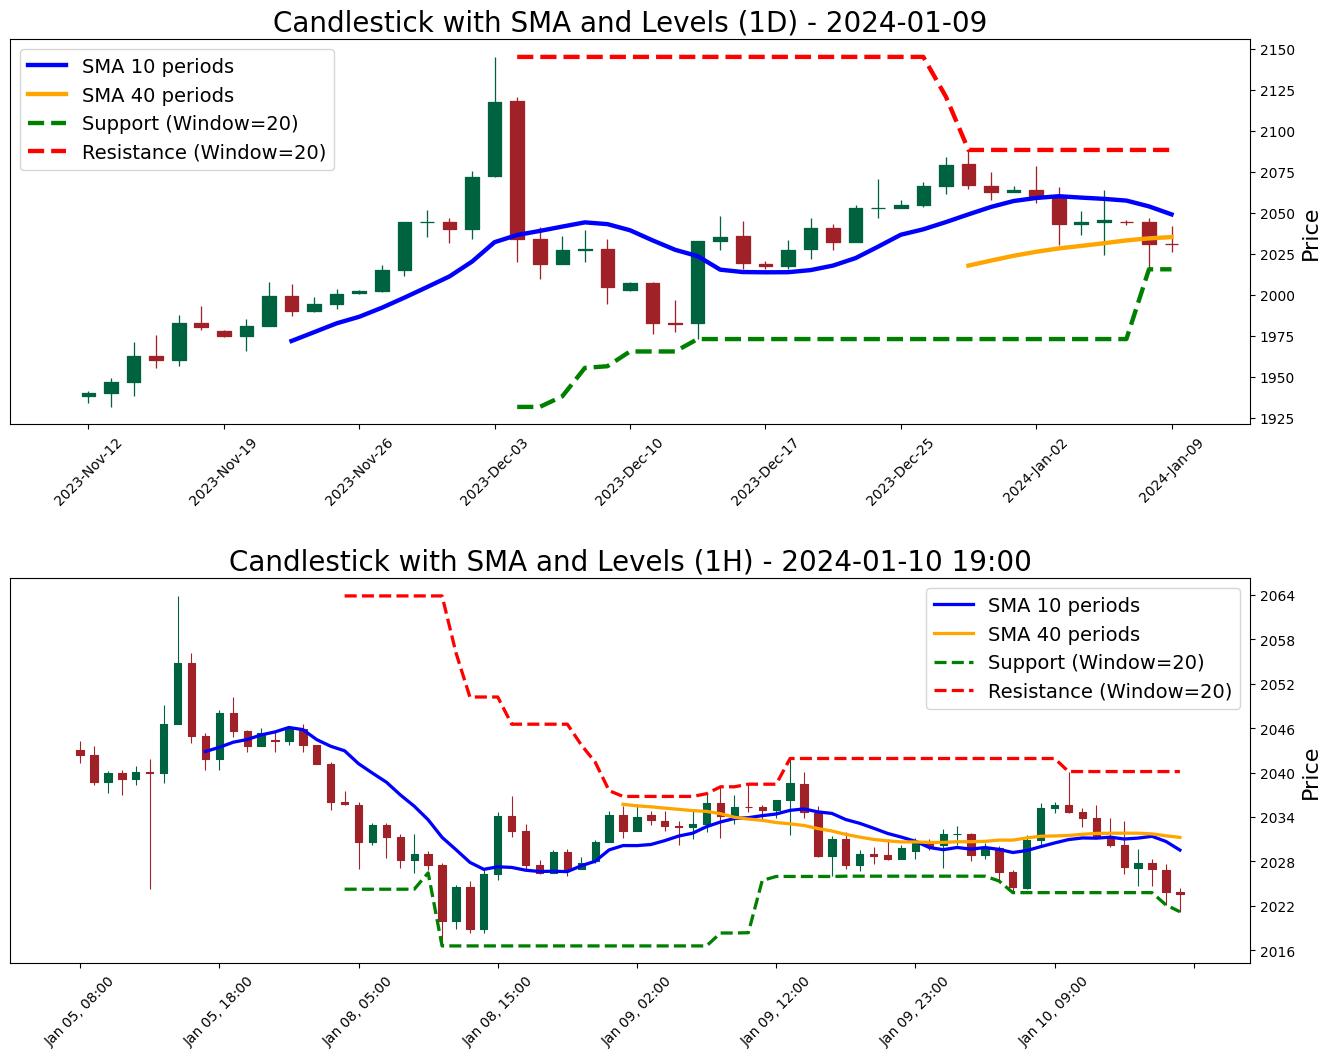 Candlestick with SMA and Levels (1D) - 2024-01-09
SMA 10 periods
SMA 40 periods
Support (Window=20)
Resistance (Window=20)
2150
2125
2100
2075
2050
2025
2000
1975
1950
1925
Price
2023-Nov-12
2023-Nov-19
2023-Nov-26
2023-Dec-03
2023-Dec-10
2023-Dec-17
2023-Dec-25
2024-Jan-02
2024-Jan-09
Candlestick with SMA and Levels (1H) - 2024-01-10 19:00
SMA 10 periods
SMA 40 periods
Support (Window=20)
Resistance (Window=20)
2064
2058
2052
2046
2040
2034
2028
2022
2016
Price
Jan 05, 08:00
Jan 05, 18:00
Jan 08, 05:00
Jan 08, 15:00
Jan 09, 02:00
Jan 09, 12:00
Jan 09, 23:00
Jan 10, 09:00